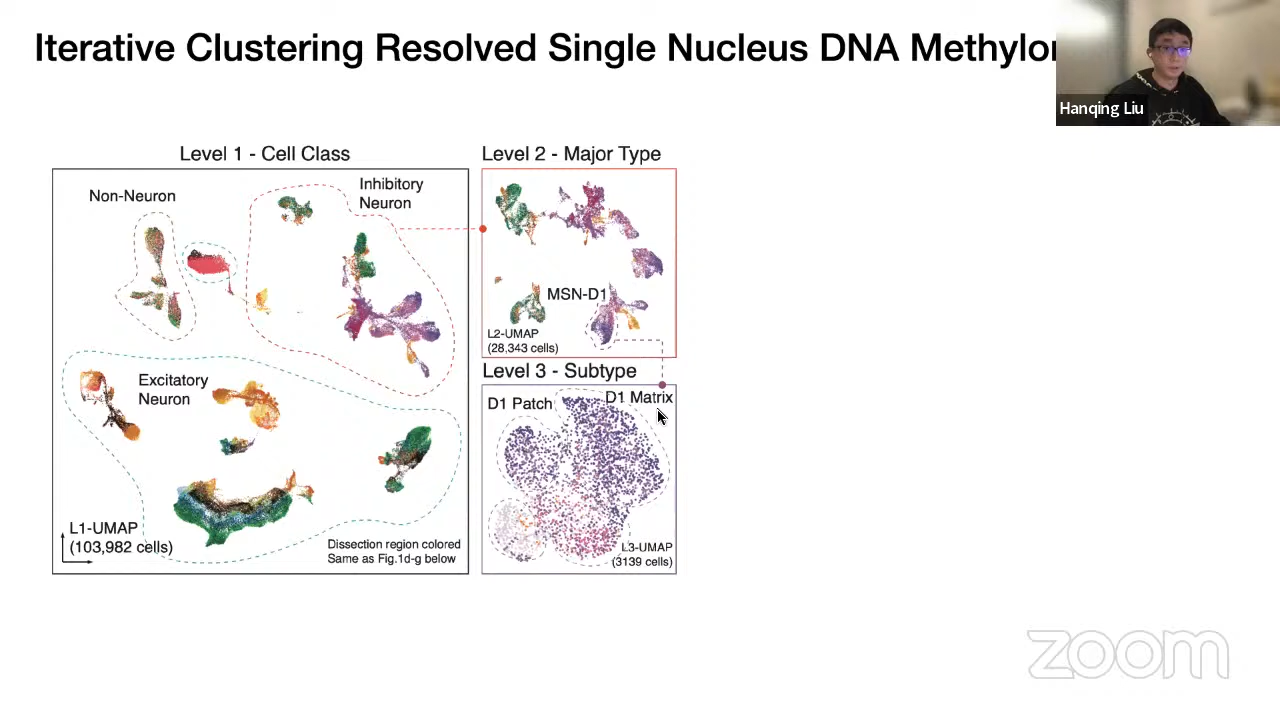 Iterative Clustering Resolved Single Nucleus DNA
Hanqing Liu
Level 1 - Cell Class
Non-Neuron
Inhibitory
Neuron
Excitatory
Neuron
L1-UMAP
(103,982 cells)
Dissection region colored
Same as Fig.1d-g below
Level 2 - Major Type
MSN-D1
L2-UMAP
(28,343 cells)
Level 3 - Subtype
D1 Patch
D1 Matrix
L3-UMAP
(3139 cells)
zoom